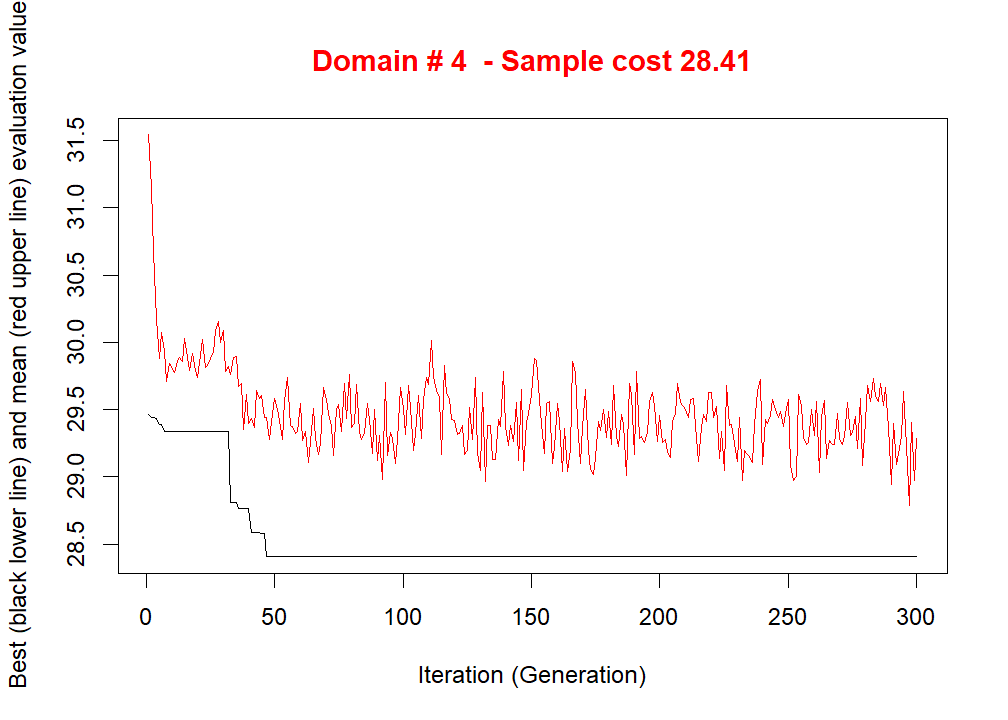 Domain # 4  - Sample cost 28.41
Best (black lower line) and mean (red upper line) evaluation value
31.5
31.0
30.5
30.0
29.5
29.0
28.5
0 50 100 150 200 250 300
Iteration (Generation)